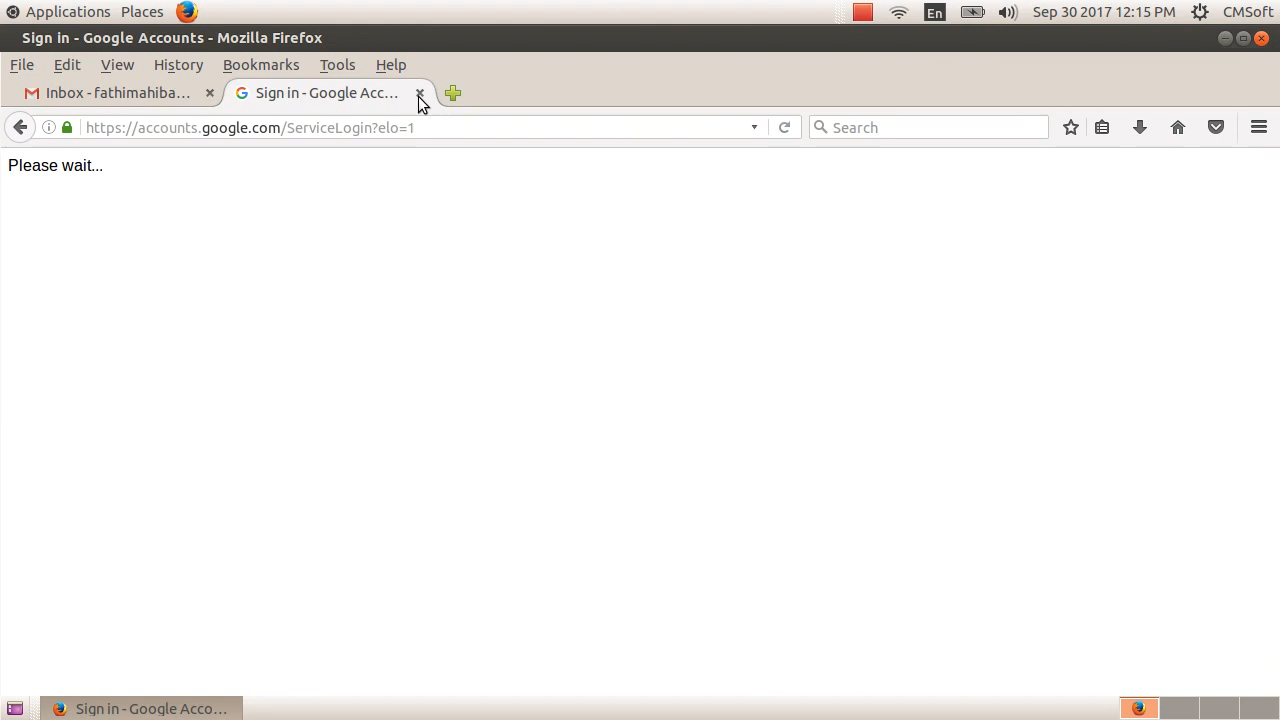 Applications Places En Sep 30 2017 12:15 PM CMSoft
Sign in - Google Accounts - Mozilla Firefox
File Edit View History Bookmarks Tools Help
Inbox - fathimahiba... Sign in - Google Acc...
https://accounts.google.com/ServiceLogin?elo=1 Search
Please wait...
Sign in - Google Acco...